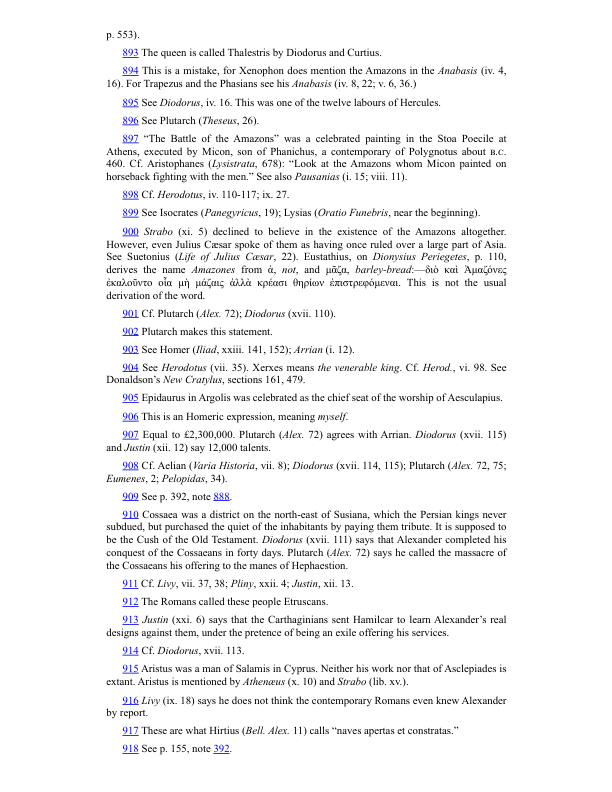 p. 553).
893 The queen is called Thalestris by Diodorus and Curtius.
894 This is a mistake, for Xenophon does mention the Amazons in the Anabasis (iv. 4,
16). For Trapezus and the Phasians see his Anabasis (iv. 8, 22; v. 6, 36.)
895 See Diodorus, iv. 16. This was one of the twelve labours of Hercules.
896 See Plutarch (Theseus, 26).
897 “The Battle of the Amazons” was a celebrated painting in the Stoa Poecile at
Athens, executed by Micon, son of Phanichus, a contemporary of Polygnotus about B.C.
460. Cf. Aristophanes (Lysistrata, 678): “Look at the Amazons whom Micon painted on
horseback fighting with the men.” See also Pausanias (i. 15; viii. 11).
898 Cf. Herodotus, iv. 110-117; ix. 27.
899 See Isocrates (Panegyricus, 19); Lysias (Oratio Funebris, near the beginning).
900 Strabo (xi. 5) declined to believe in the existence of the Amazons altogether.
However, even Julius Cæsar spoke of them as having once ruled over a large part of Asia.
See Suetonius (Life of Julius Cæsar, 22). Eustathius, on Dionysius Periegetes, p. 110,
derives the name Amazones from ἀ, not, and μᾶζα, barley-bread:—διὸ καὶ Ἀμαζόνες
ἐκαλοῦντο οἷα μὴ μάζαις ἀλλὰ κρέασι θηρίων ἐπιστρεφόμεναι. This is not the usual
derivation of the word.
901 Cf. Plutarch (Alex. 72); Diodorus (xvii. 110).
902 Plutarch makes this statement.
903 See Homer (Iliad, xxiii. 141, 152); Arrian (i. 12).
904 See Herodotus (vii. 35). Xerxes means the venerable king. Cf. Herod., vi. 98. See
Donaldson’s New Cratylus, sections 161, 479.
905 Epidaurus in Argolis was celebrated as the chief seat of the worship of Aesculapius.
906 This is an Homeric expression, meaning myself.
907 Equal to £2,300,000. Plutarch (Alex. 72) agrees with Arrian. Diodorus (xvii. 115)
and Justin (xii. 12) say 12,000 talents.
908 Cf. Aelian (Varia Historia, vii. 8); Diodorus (xvii. 114, 115); Plutarch (Alex. 72, 75;
Eumenes, 2; Pelopidas, 34).
909 See p. 392, note 888.
910 Cossaea was a district on the north-east of Susiana, which the Persian kings never
subdued, but purchased the quiet of the inhabitants by paying them tribute. It is supposed to
be the Cush of the Old Testament. Diodorus (xvii. 111) says that Alexander completed his
conquest of the Cossaeans in forty days. Plutarch (Alex. 72) says he called the massacre of
the Cossaeans his offering to the manes of Hephaestion.
911 Cf. Livy, vii. 37, 38; Pliny, xxii. 4; Justin, xii. 13.
912 The Romans called these people Etruscans.
913 Justin (xxi. 6) says that the Carthaginians sent Hamilcar to learn Alexander’s real
designs against them, under the pretence of being an exile offering his services.
914 Cf. Diodorus, xvii. 113.
915 Aristus was a man of Salamis in Cyprus. Neither his work nor that of Asclepiades is
extant. Aristus is mentioned by Athenæus (x. 10) and Strabo (lib. xv.).
916 Livy (ix. 18) says he does not think the contemporary Romans even knew Alexander
by report.
917 These are what Hirtius (Bell. Alex. 11) calls “naves apertas et constratas.”
918 See p. 155, note 392.